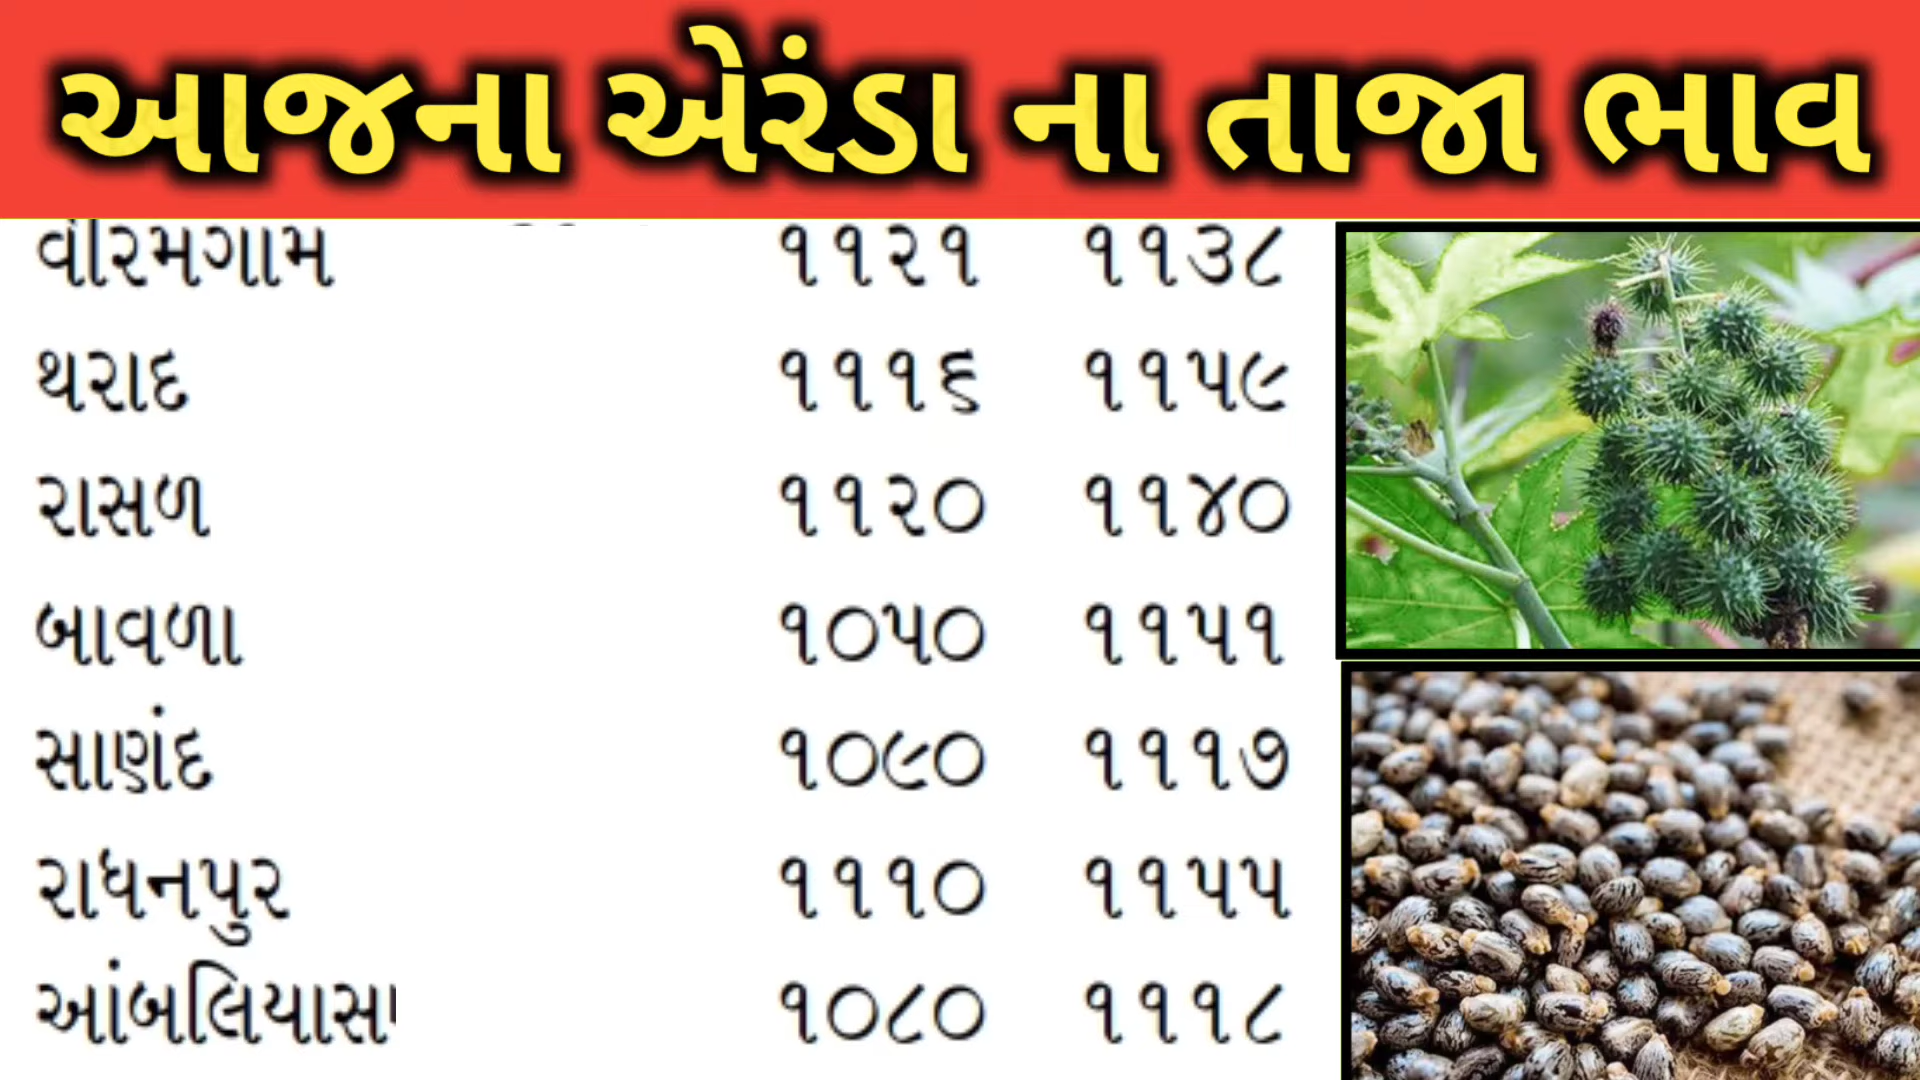 આજના એરંડા ના તાજા ભાવ
વીરમગામ ૧૧૨૧ ૧૧૩૮
થરાદ ૧૧૧૬ ૧૧૫૯
રાસળ ૧૧૨૦ ૧૧૪૦
બાવળા ૧૦૫૦ ૧૧૫૧
સાણંદ ૧૦૯૦ ૧૧૧૭
રાધનપુર ૧૧૧૦ ૧૧૫૫
આંબલિયાસ ૧૦૮૦ ૧૧૧૮